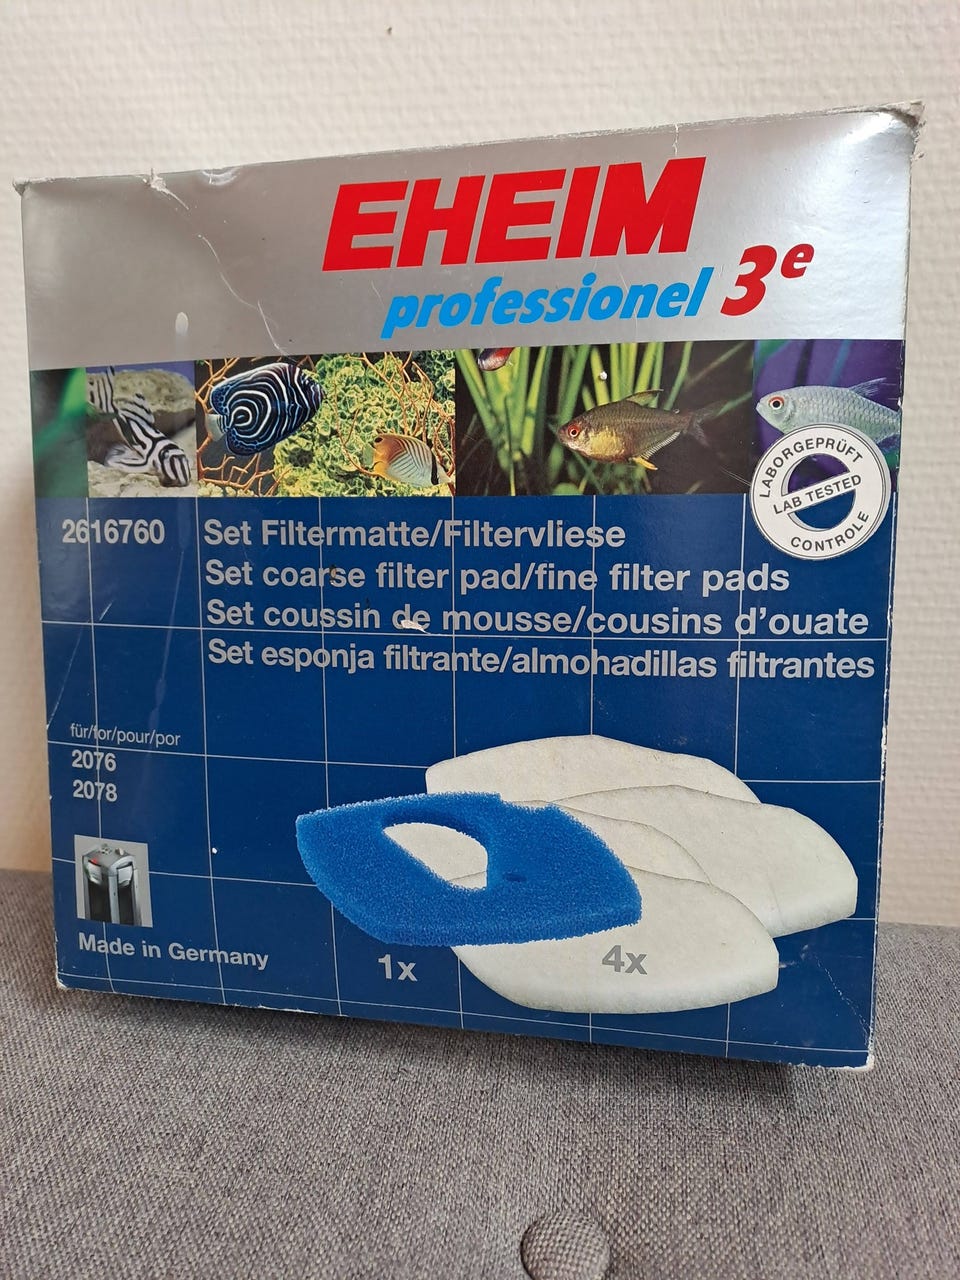 EHEIM
professionel 3e
LABORGEPRÜFT
LAB TESTED
CONTROLE
2616760
Set Filtermatte/Filtervliese
Set coarse filter pad/fine filter pads
Set coussin de mousse/cousins d'ouate
Set esponja filtrante/almohadillas filtrantes
für/for/pour/por
2076
2078
Made in Germany
1x
4x